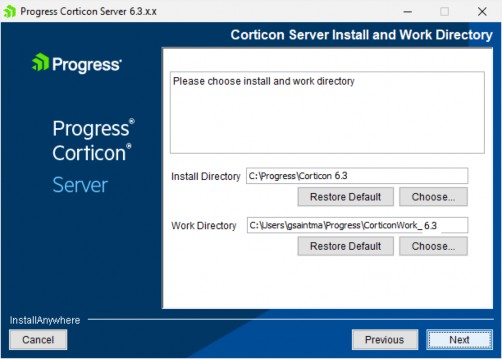 Progress Corticon Server 6.3.x.x
Corticon Server Install and Work Directory
Progress
Progress®
Corticon®
Server
Please choose install and work directory
Install Directory C:\Progress\Corticon 6.3
Restore Default Choose...
Work Directory C:\Users\gsaintma\Progress\CorticonWork_ 6.3
Restore Default Choose...
InstallAnywhere
Cancel Previous Next